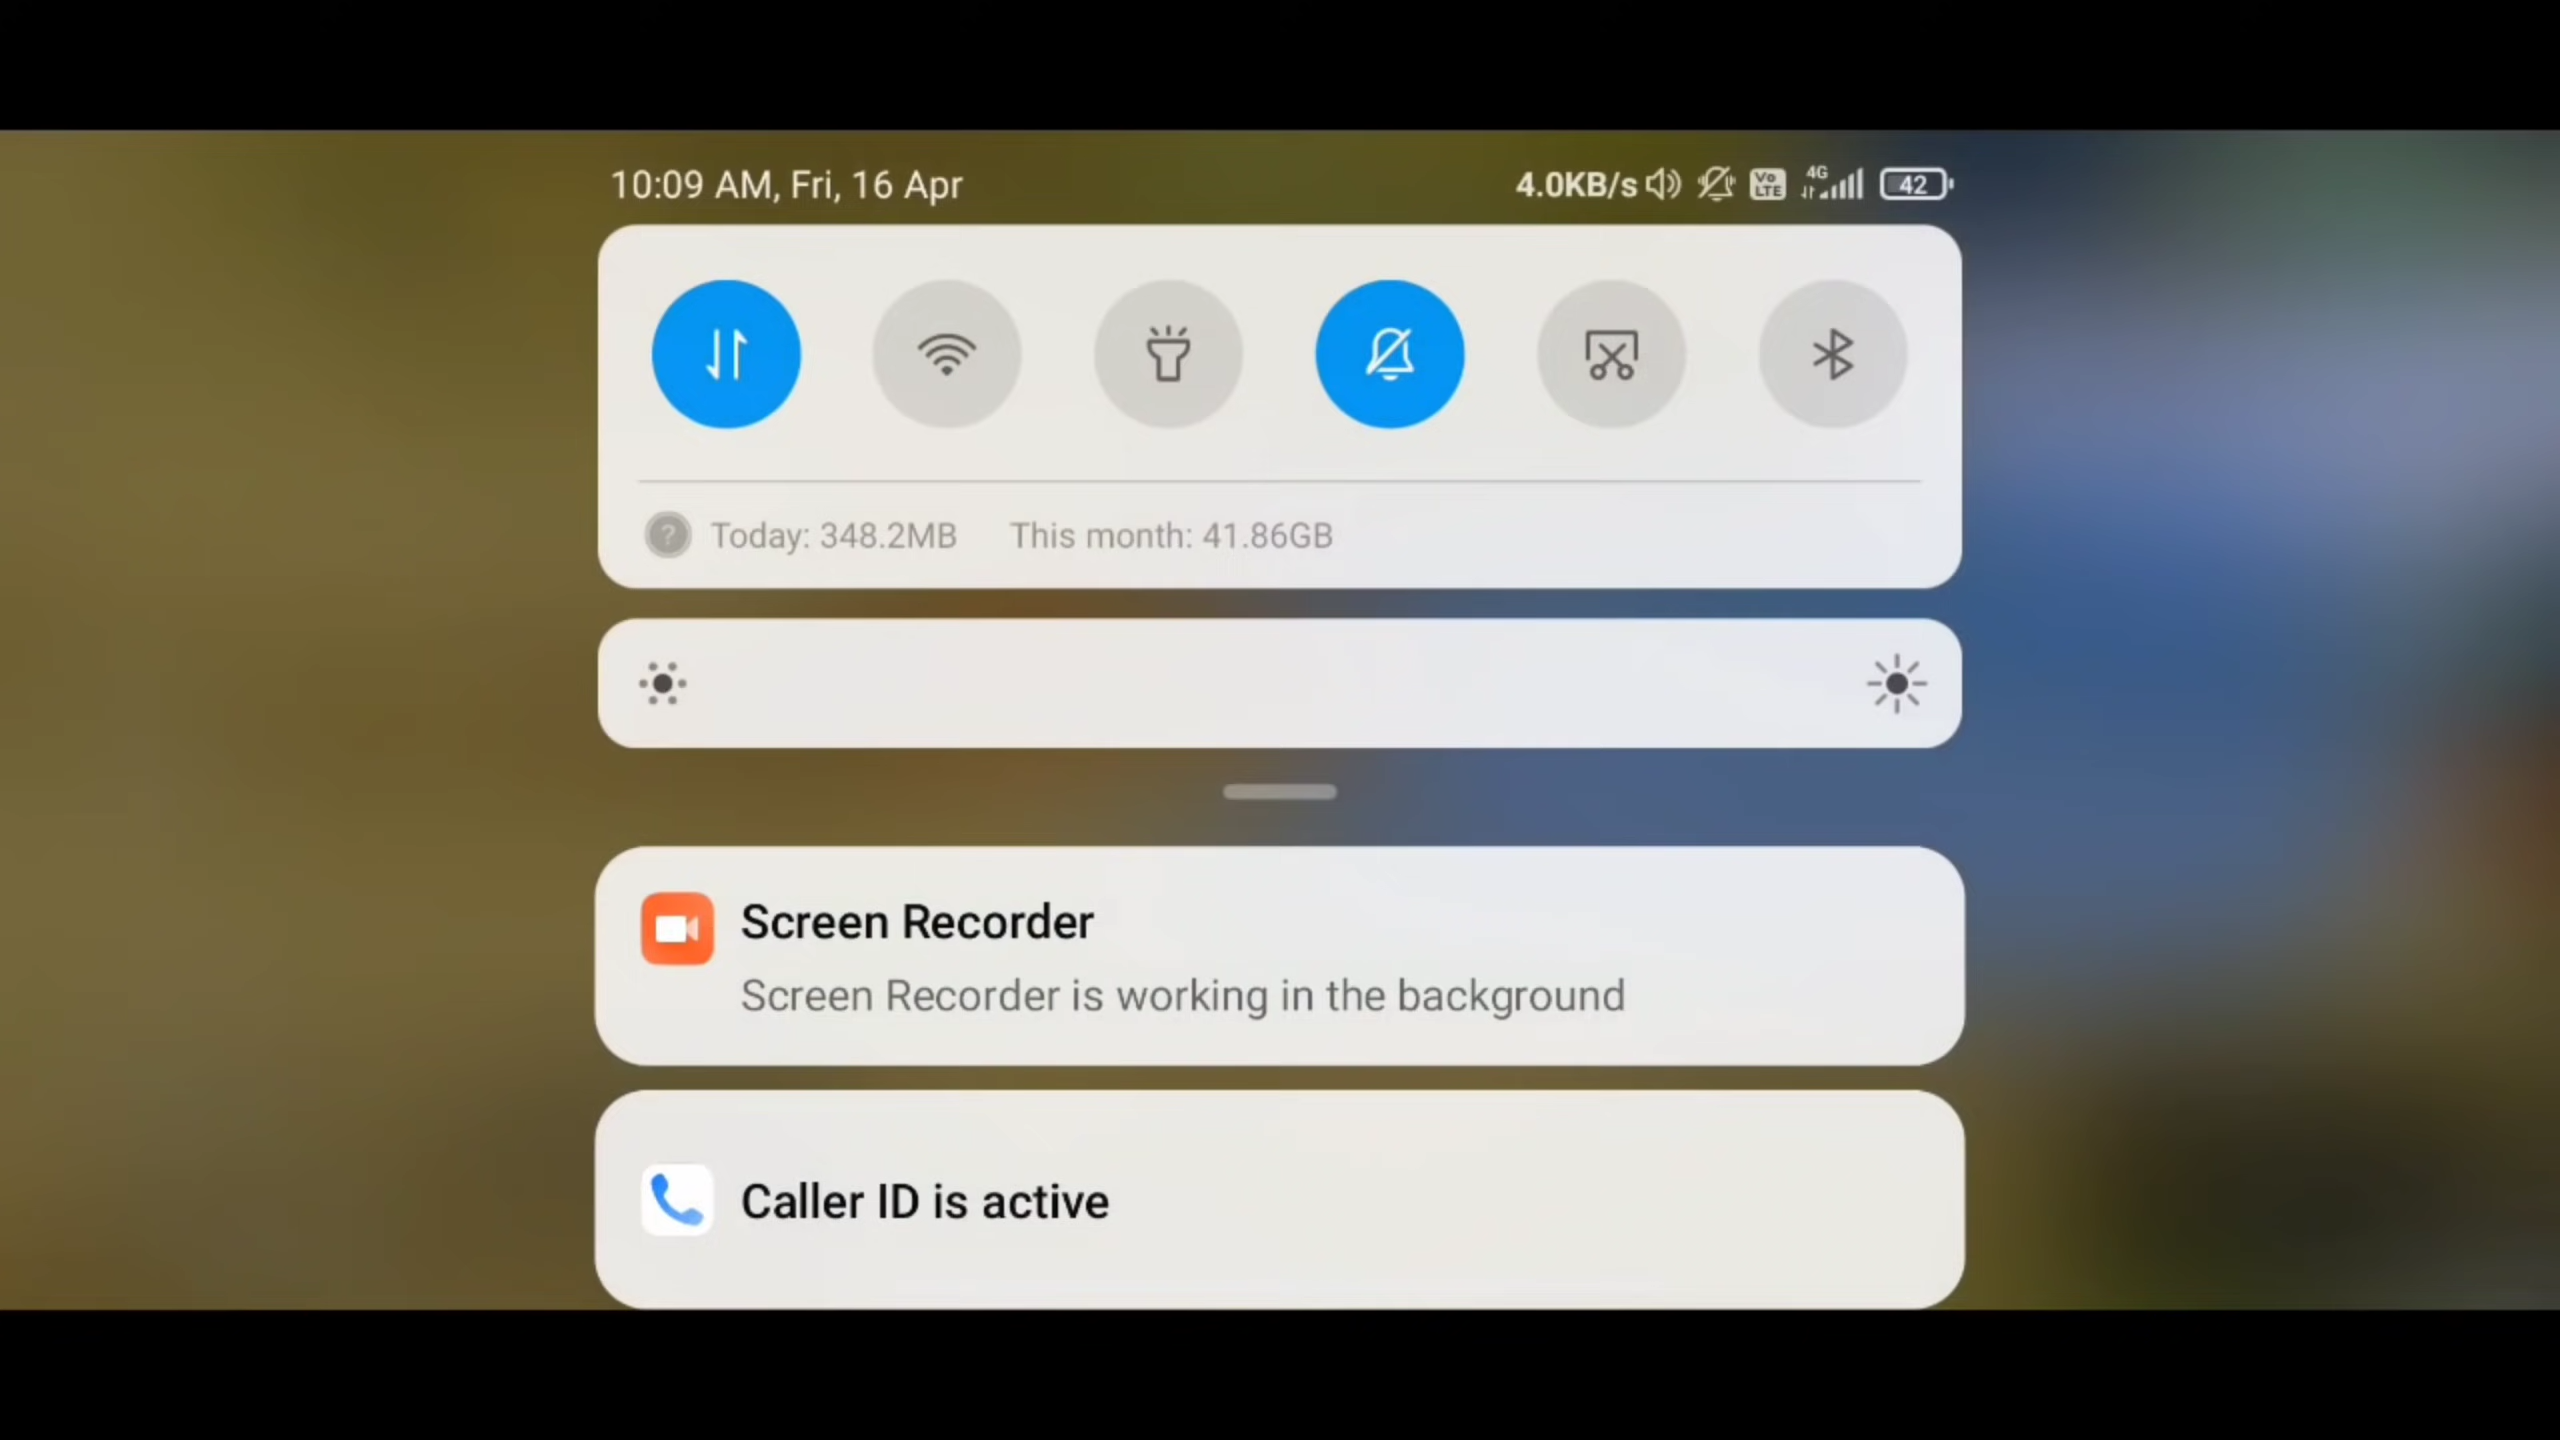 10:09 AM, Fri, 16 Apr
4.0KB/s Vo LTE 4G 42
Today: 348.2MB This month: 41.86GB
Screen Recorder
Screen Recorder is working in the background
Caller ID is active